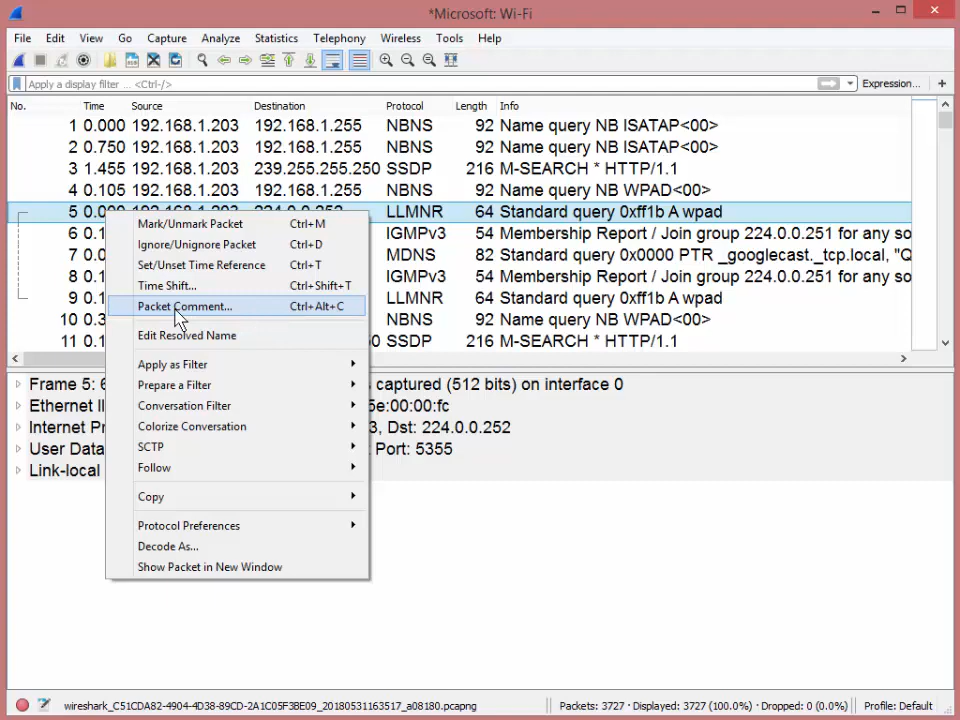 *Microsoft: Wi-Fi
File Edit View Go Capture Analyze Statistics Telephony Wireless Tools Help
Apply a display filter ... <Ctrl-/> Expression... +
No. Time Source Destination Protocol Length Info
1 0.000 192.168.1.203 192.168.1.255 NBNS 92 Name query NB ISATAP<00>
2 0.750 192.168.1.203 192.168.1.255 NBNS 92 Name query NB ISATAP<00>
3 1.455 192.168.1.203 239.255.255.250 SSDP 216 M-SEARCH * HTTP/1.1
4 0.105 192.168.1.203 192.168.1.255 NBNS 92 Name query NB WPAD<00>
5 0.000 192.168.1.203 224.0.0.252 LLMNR 64 Standard query 0xff1b A wpad
6 0.1 IGMPv3 54 Membership Report / Join group 224.0.0.251 for any so
7 0.0 MDNS 82 Standard query 0x0000 PTR _googlecast._tcp.local, "Q
8 0.1 IGMPv3 54 Membership Report / Join group 224.0.0.252 for any so
9 0.1 LLMNR 64 Standard query 0xff1b A wpad
10 0.3 NBNS 92 Name query NB WPAD<00>
11 0.1 SSDP 216 M-SEARCH * HTTP/1.1
Mark/Unmark Packet Ctrl+M
Ignore/Unignore Packet Ctrl+D
Set/Unset Time Reference Ctrl+T
Time Shift... Ctrl+Shift+T
Packet Comment... Ctrl+Alt+C
Edit Resolved Name
Apply as Filter
Prepare a Filter
Conversation Filter
Colorize Conversation
SCTP
Follow
Copy
Protocol Preferences
Decode As...
Show Packet in New Window
Frame 5: 6 s captured (512 bits) on interface 0
Ethernet II 5e:00:00:fc
Internet Pr 3, Dst: 224.0.0.252
User Data Port: 5355
Link-local
wireshark_C51CDA82-4904-4D38-89CD-2A1C05F3BE09_20180531163517_a08180.pcapng
Packets: 3727 · Displayed: 3727 (100.0%) · Dropped: 0 (0.0%)
Profile: Default